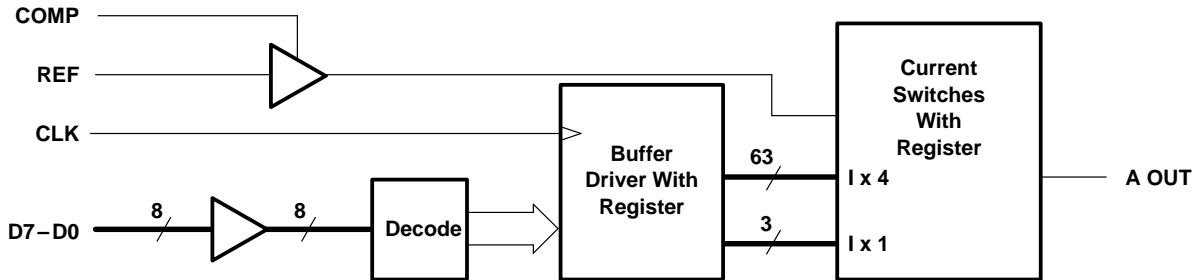 COMP
REF
CLK
D7–D0
8
8
Decode
Buffer
Driver With
Register
63
3
Current
Switches
With
Register
I x 4
I x 1
A OUT